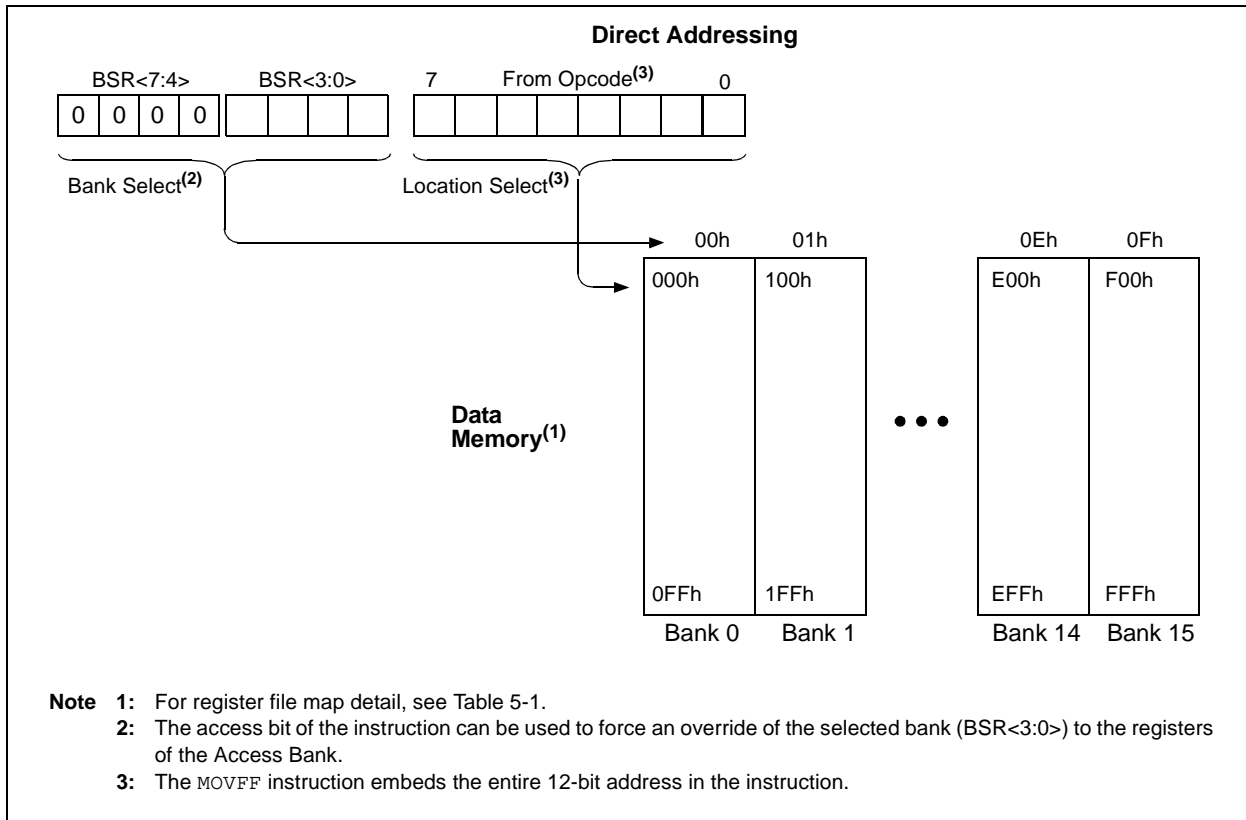 Direct Addressing
BSR<7:4> BSR<3:0> 7 From Opcode(3) 0
0 0 0 0
Bank Select(2) Location Select(3)
00h 01h 0Eh 0Fh
000h 100h E00h F00h
Data
Memory(1)
0FFh 1FFh EFFh FFFh
Bank 0 Bank 1 Bank 14 Bank 15
Note 1: For register file map detail, see Table 5-1.
2: The access bit of the instruction can be used to force an override of the selected bank (BSR<3:0>) to the registers
of the Access Bank.
3: The MOVFF instruction embeds the entire 12-bit address in the instruction.